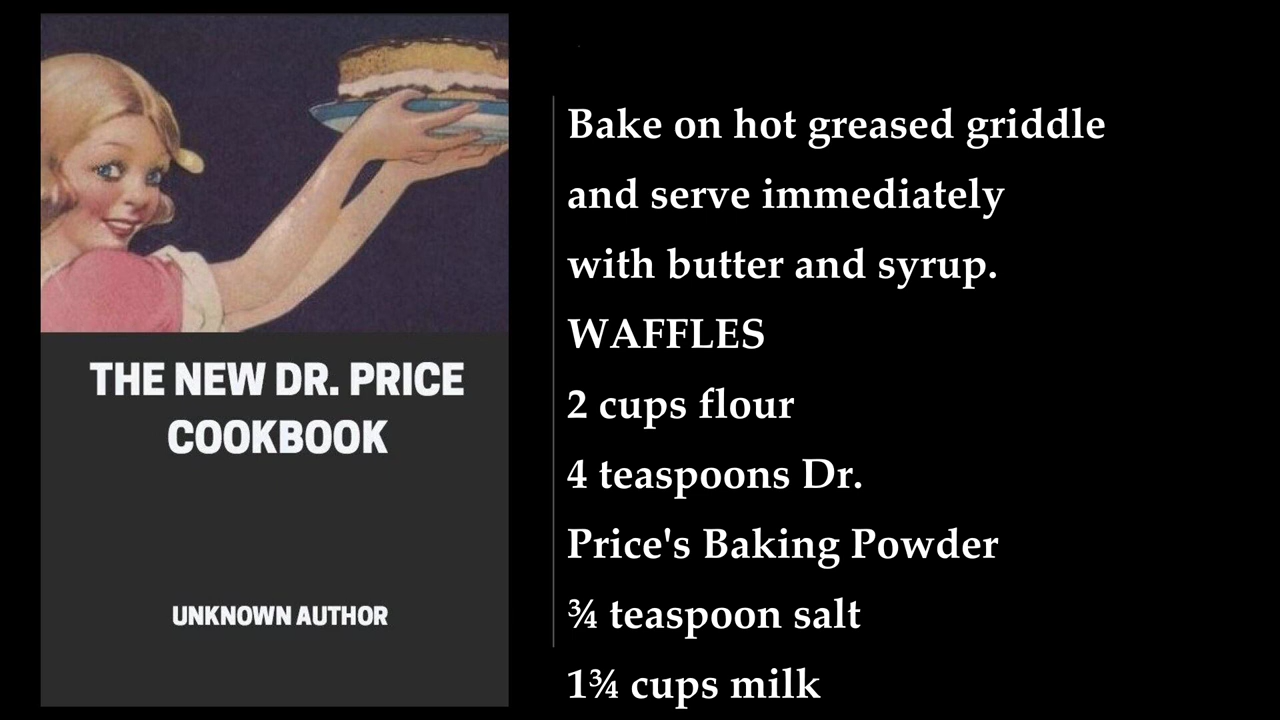 THE NEW DR. PRICE
COOKBOOK
UNKNOWN AUTHOR
Bake on hot greased griddle
and serve immediately
with butter and syrup.
WAFFLES
2 cups flour
4 teaspoons Dr.
Price's Baking Powder
¾ teaspoon salt
1¾ cups milk